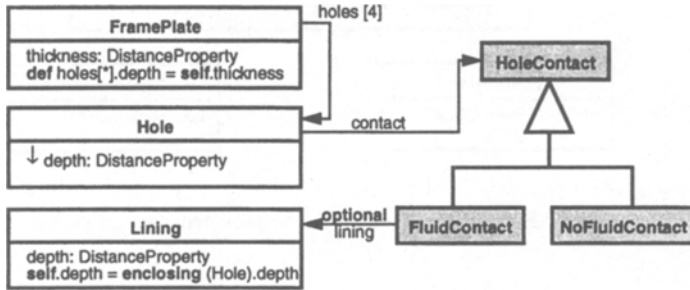 FramePlate
holes [4]
thickness: DistanceProperty
def holes[*].depth = self.thickness
HoleContact
Hole
contact
↓ depth: DistanceProperty
Lining
optional
lining
FluidContact
NoFluidContact
depth: DistanceProperty
self.depth = enclosing (Hole).depth